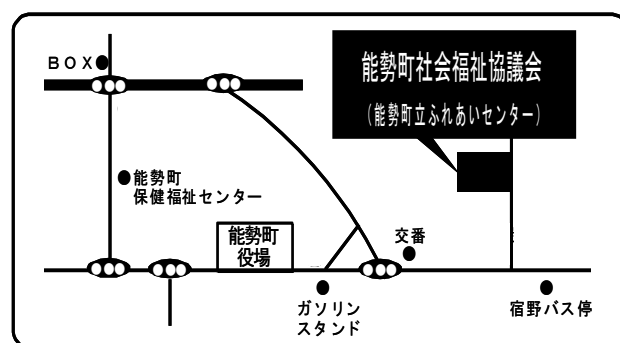 能勢町社会福祉協議会
（能勢町立ふれあいセンター）
BOX
能勢町
保健福祉センター
能勢町
役場
交番
ガソリン
スタンド
宿野バス停